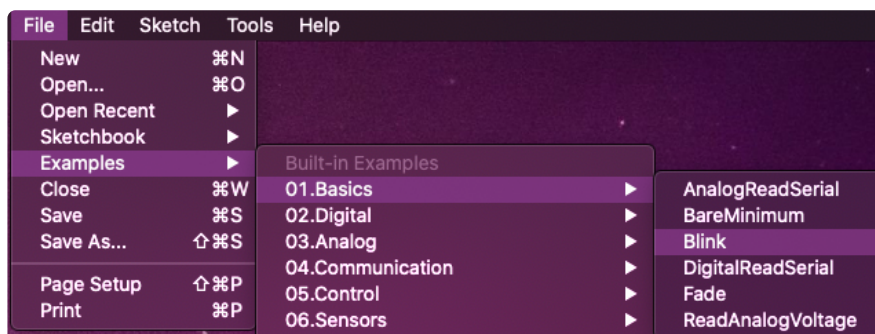 File Edit Sketch Tools Help
New ⌘N
Open... ⌘O
Open Recent ▶
Sketchbook ▶
Examples ▶
Close ⌘W
Save ⌘S
Save As... ⇧⌘S
Page Setup ⇧⌘P
Print ⌘P
Built-in Examples
01.Basics ▶
02.Digital ▶
03.Analog ▶
04.Communication ▶
05.Control ▶
06.Sensors ▶
AnalogReadSerial
BareMinimum
Blink
DigitalReadSerial
Fade
ReadAnalogVoltage